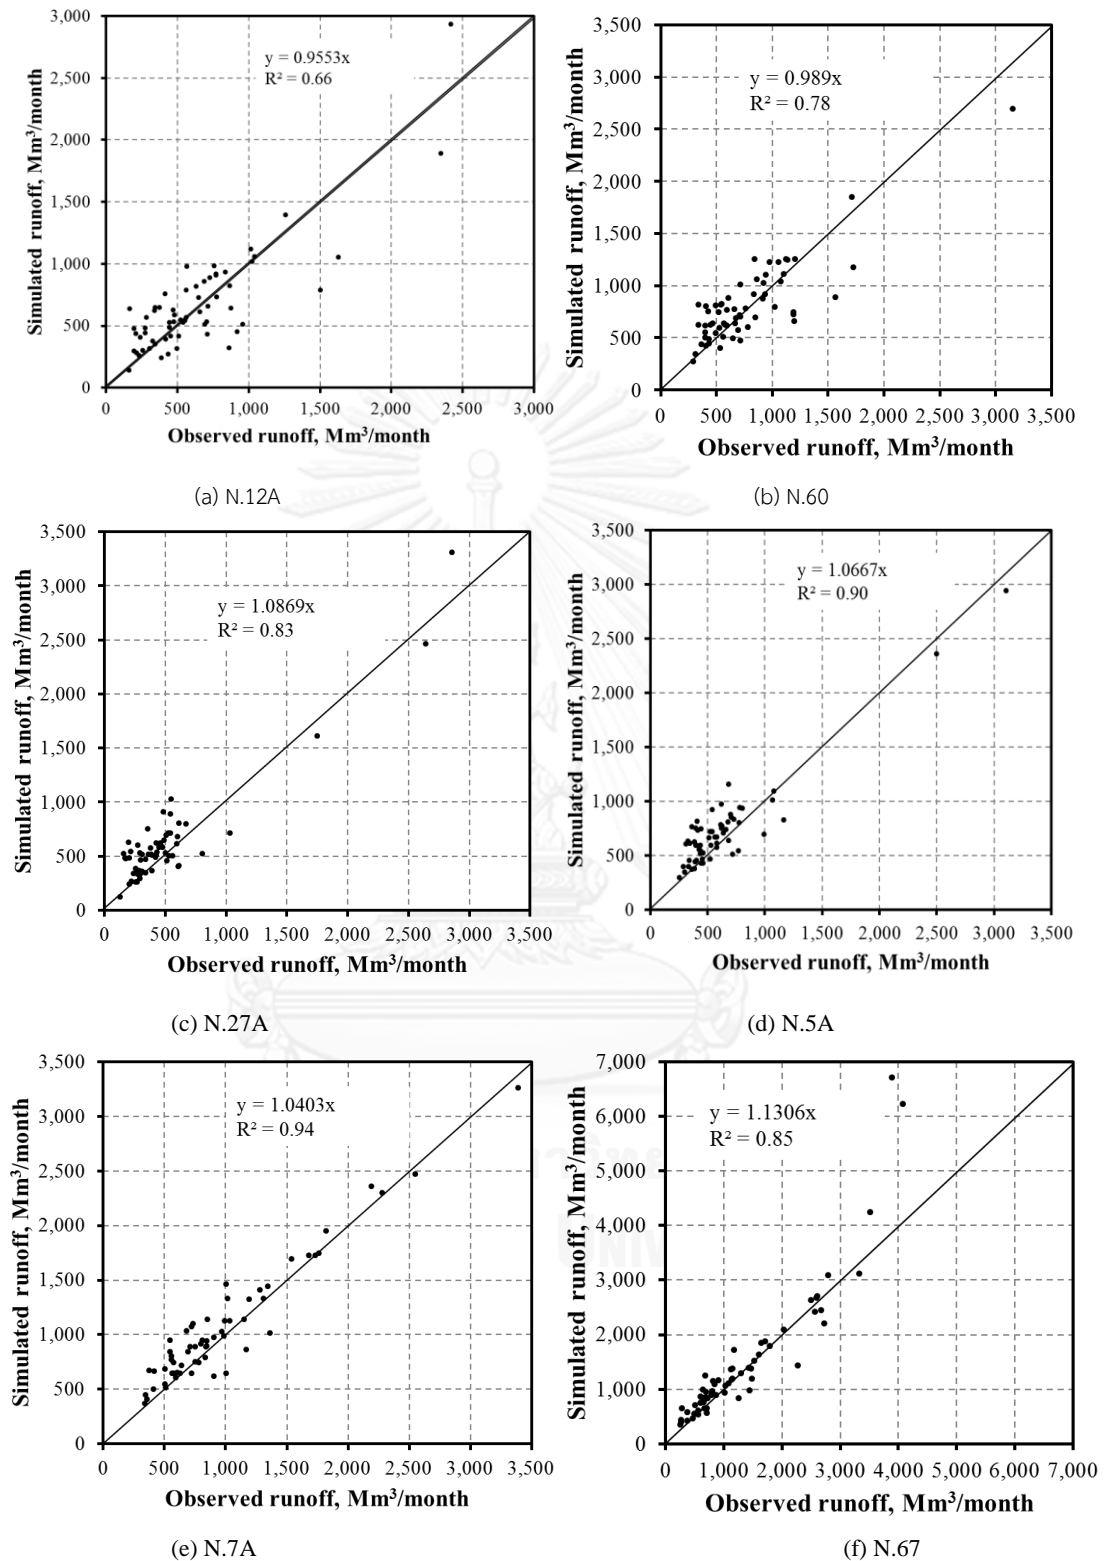 3,000
2,500
2,000
1,500
1,000
500
0
Simulated runoff, Mm³/month
y = 0.9553x
R² = 0.66
0 500 1,000 1,500 2,000 2,500 3,000
Observed runoff, Mm³/month
(a) N.12A
3,500
3,000
2,500
2,000
1,500
1,000
500
0
Simulated runoff, Mm³/month
y = 0.989x
R² = 0.78
0 500 1,000 1,500 2,000 2,500 3,000 3,500
Observed runoff, Mm³/month
(b) N.60
3,500
3,000
2,500
2,000
1,500
1,000
500
0
Simulated runoff, Mm³/month
y = 1.0869x
R² = 0.83
0 500 1,000 1,500 2,000 2,500 3,000 3,500
Observed runoff, Mm³/month
(c) N.27A
3,500
3,000
2,500
2,000
1,500
1,000
500
0
Simulated runoff, Mm³/month
y = 1.0667x
R² = 0.90
0 500 1,000 1,500 2,000 2,500 3,000 3,500
Observed runoff, Mm³/month
(d) N.5A
3,500
3,000
2,500
2,000
1,500
1,000
500
0
Simulated runoff, Mm³/month
y = 1.0403x
R² = 0.94
0 500 1,000 1,500 2,000 2,500 3,000 3,500
Observed runoff, Mm³/month
(e) N.7A
7,000
6,000
5,000
4,000
3,000
2,000
1,000
0
Simulated runoff, Mm³/month
y = 1.1306x
R² = 0.85
0 1,000 2,000 3,000 4,000 5,000 6,000 7,000
Observed runoff, Mm³/month
(f) N.67